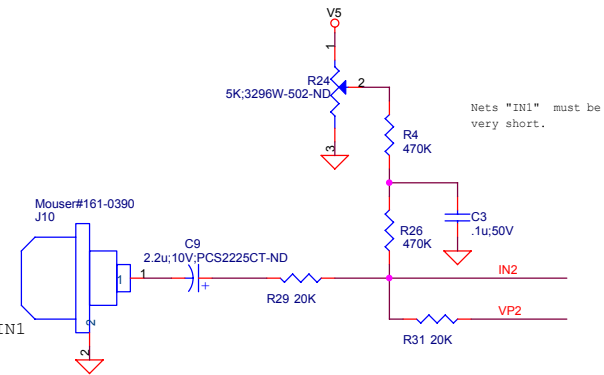 V5
1
R24
5K;3296W-502-ND
2
3
Nets "IN1" must be
very short.
R4
470K
C3
.1u;50V
R26
470K
Mouser#161-0390
J10
1
1
C9
2.2u;10V;PCS2225CT-ND
+
R29 20K
IN2
VP2
R31 20K
IN1
2
2